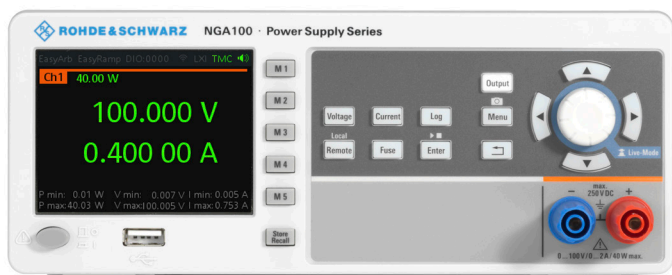 ROHDE&SCHWARZ NGA100 · Power Supply Series
EasyArb EasyRamp DIO:0000 LXI TMC
Ch1 40.00 W
100.000 V
0.400 00 A
P min: 0.01 W V min: 0.007 V I min: 0.005 A
P max: 40.03 W V max: 100.005 V I max: 0.753 A
M 1
M 2
M 3
M 4
M 5
Store
Recall
Output
Voltage Current Log Menu
Local
Remote Fuse Enter
Live-Mode
max.
250 V DC
− +
0...100 V / 0...2 A / 40 W max.